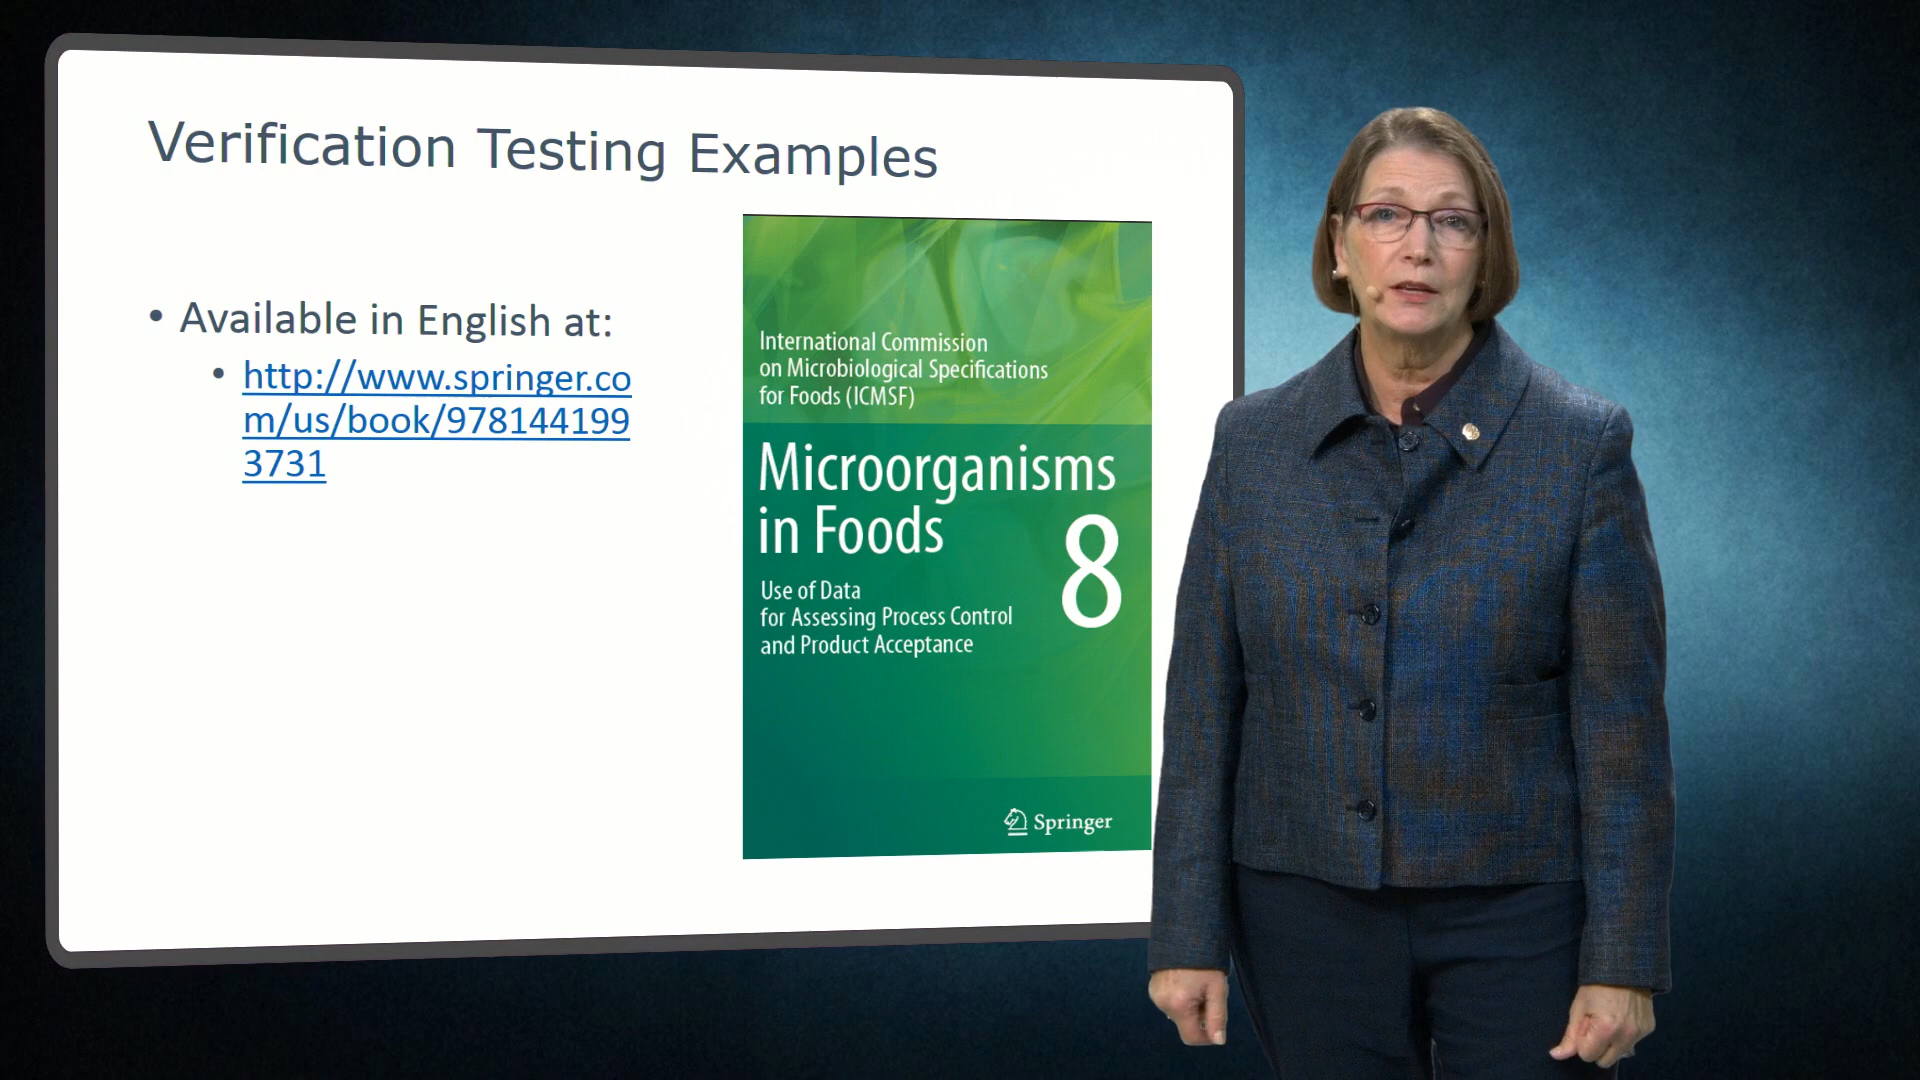 Verification Testing Examples
• Available in English at:
• http://www.springer.co
m/us/book/978144199
3731
International Commission
on Microbiological Specifications
for Foods (ICMSF)
Microorganisms
in Foods
8
Use of Data
for Assessing Process Control
and Product Acceptance
Springer